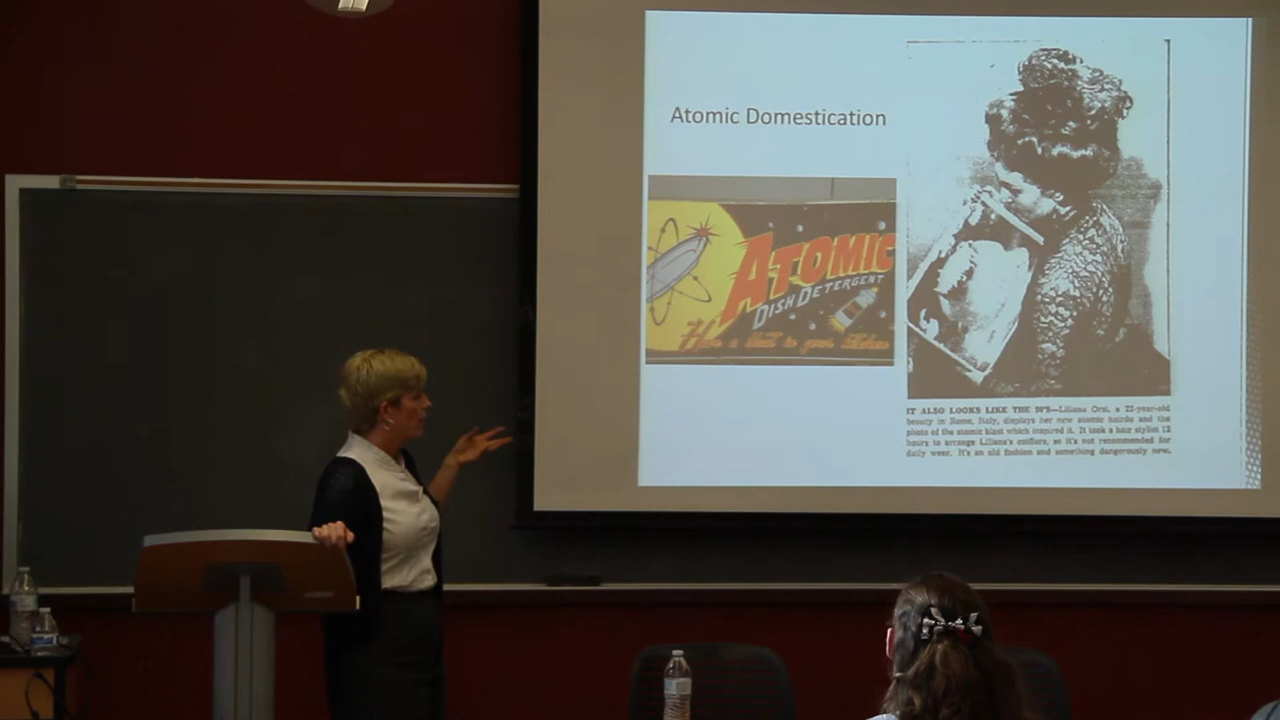 Atomic Domestication
ATOMIC
DISH DETERGENT
IT ALSO LOOKS LIKE THE 50'S—Liliana Orsi, a 22-year-old
beauty in Rome, Italy, displays her new atomic hairdo and the
photo of the atomic blast which inspired it. It took a hair stylist 12
hours to arrange Liliana's coiffure, so it's not recommended for
daily wear. It's an old fashion and something dangerously new.